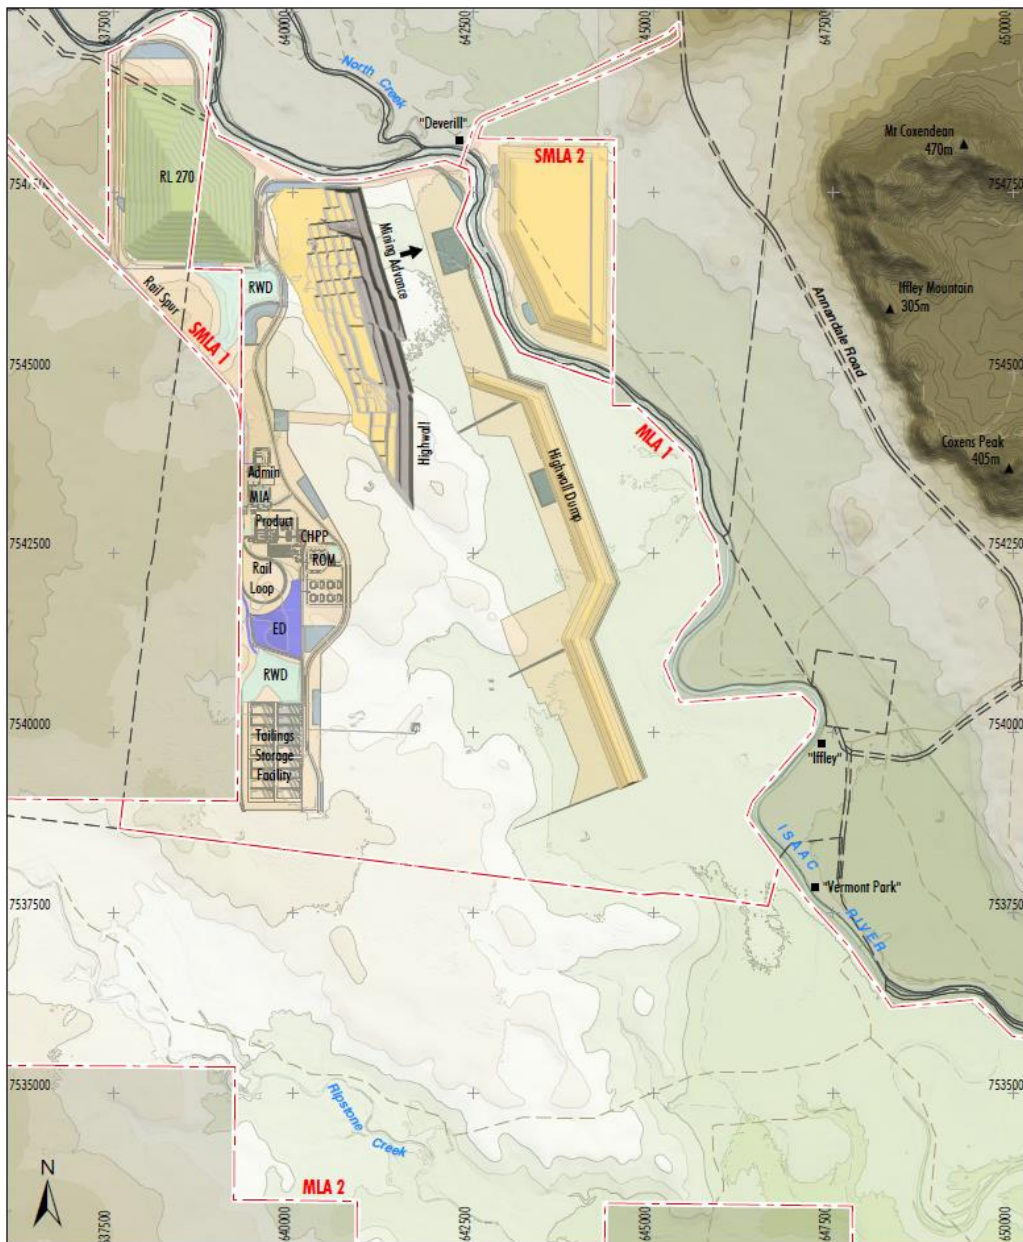 637500
640000
642500
645000
647500
650000
North Creek
"Deverill"
Mt Coxendean
470m
SMLA 2
RL 270
7547500
7547500
Mining Advance
RWD
Rail Spur
SMLA 1
Iffley Mountain
305m
Annandale Road
7545000
7545000
Highwall
MLA 1
Highwall Dump
Coxens Peak
405m
Admin
MIA
Product
CHPP
ROM
Rail
Loop
7542500
7542500
ED
RWD
7540000
7540000
Tailings
Storage
Facility
"Iffley"
ISAAC RIVER
"Vermont Park"
7537500
7537500
7535000
7535000
Ripstone Creek
N
MLA 2
637500
640000
642500
645000
647500
650000